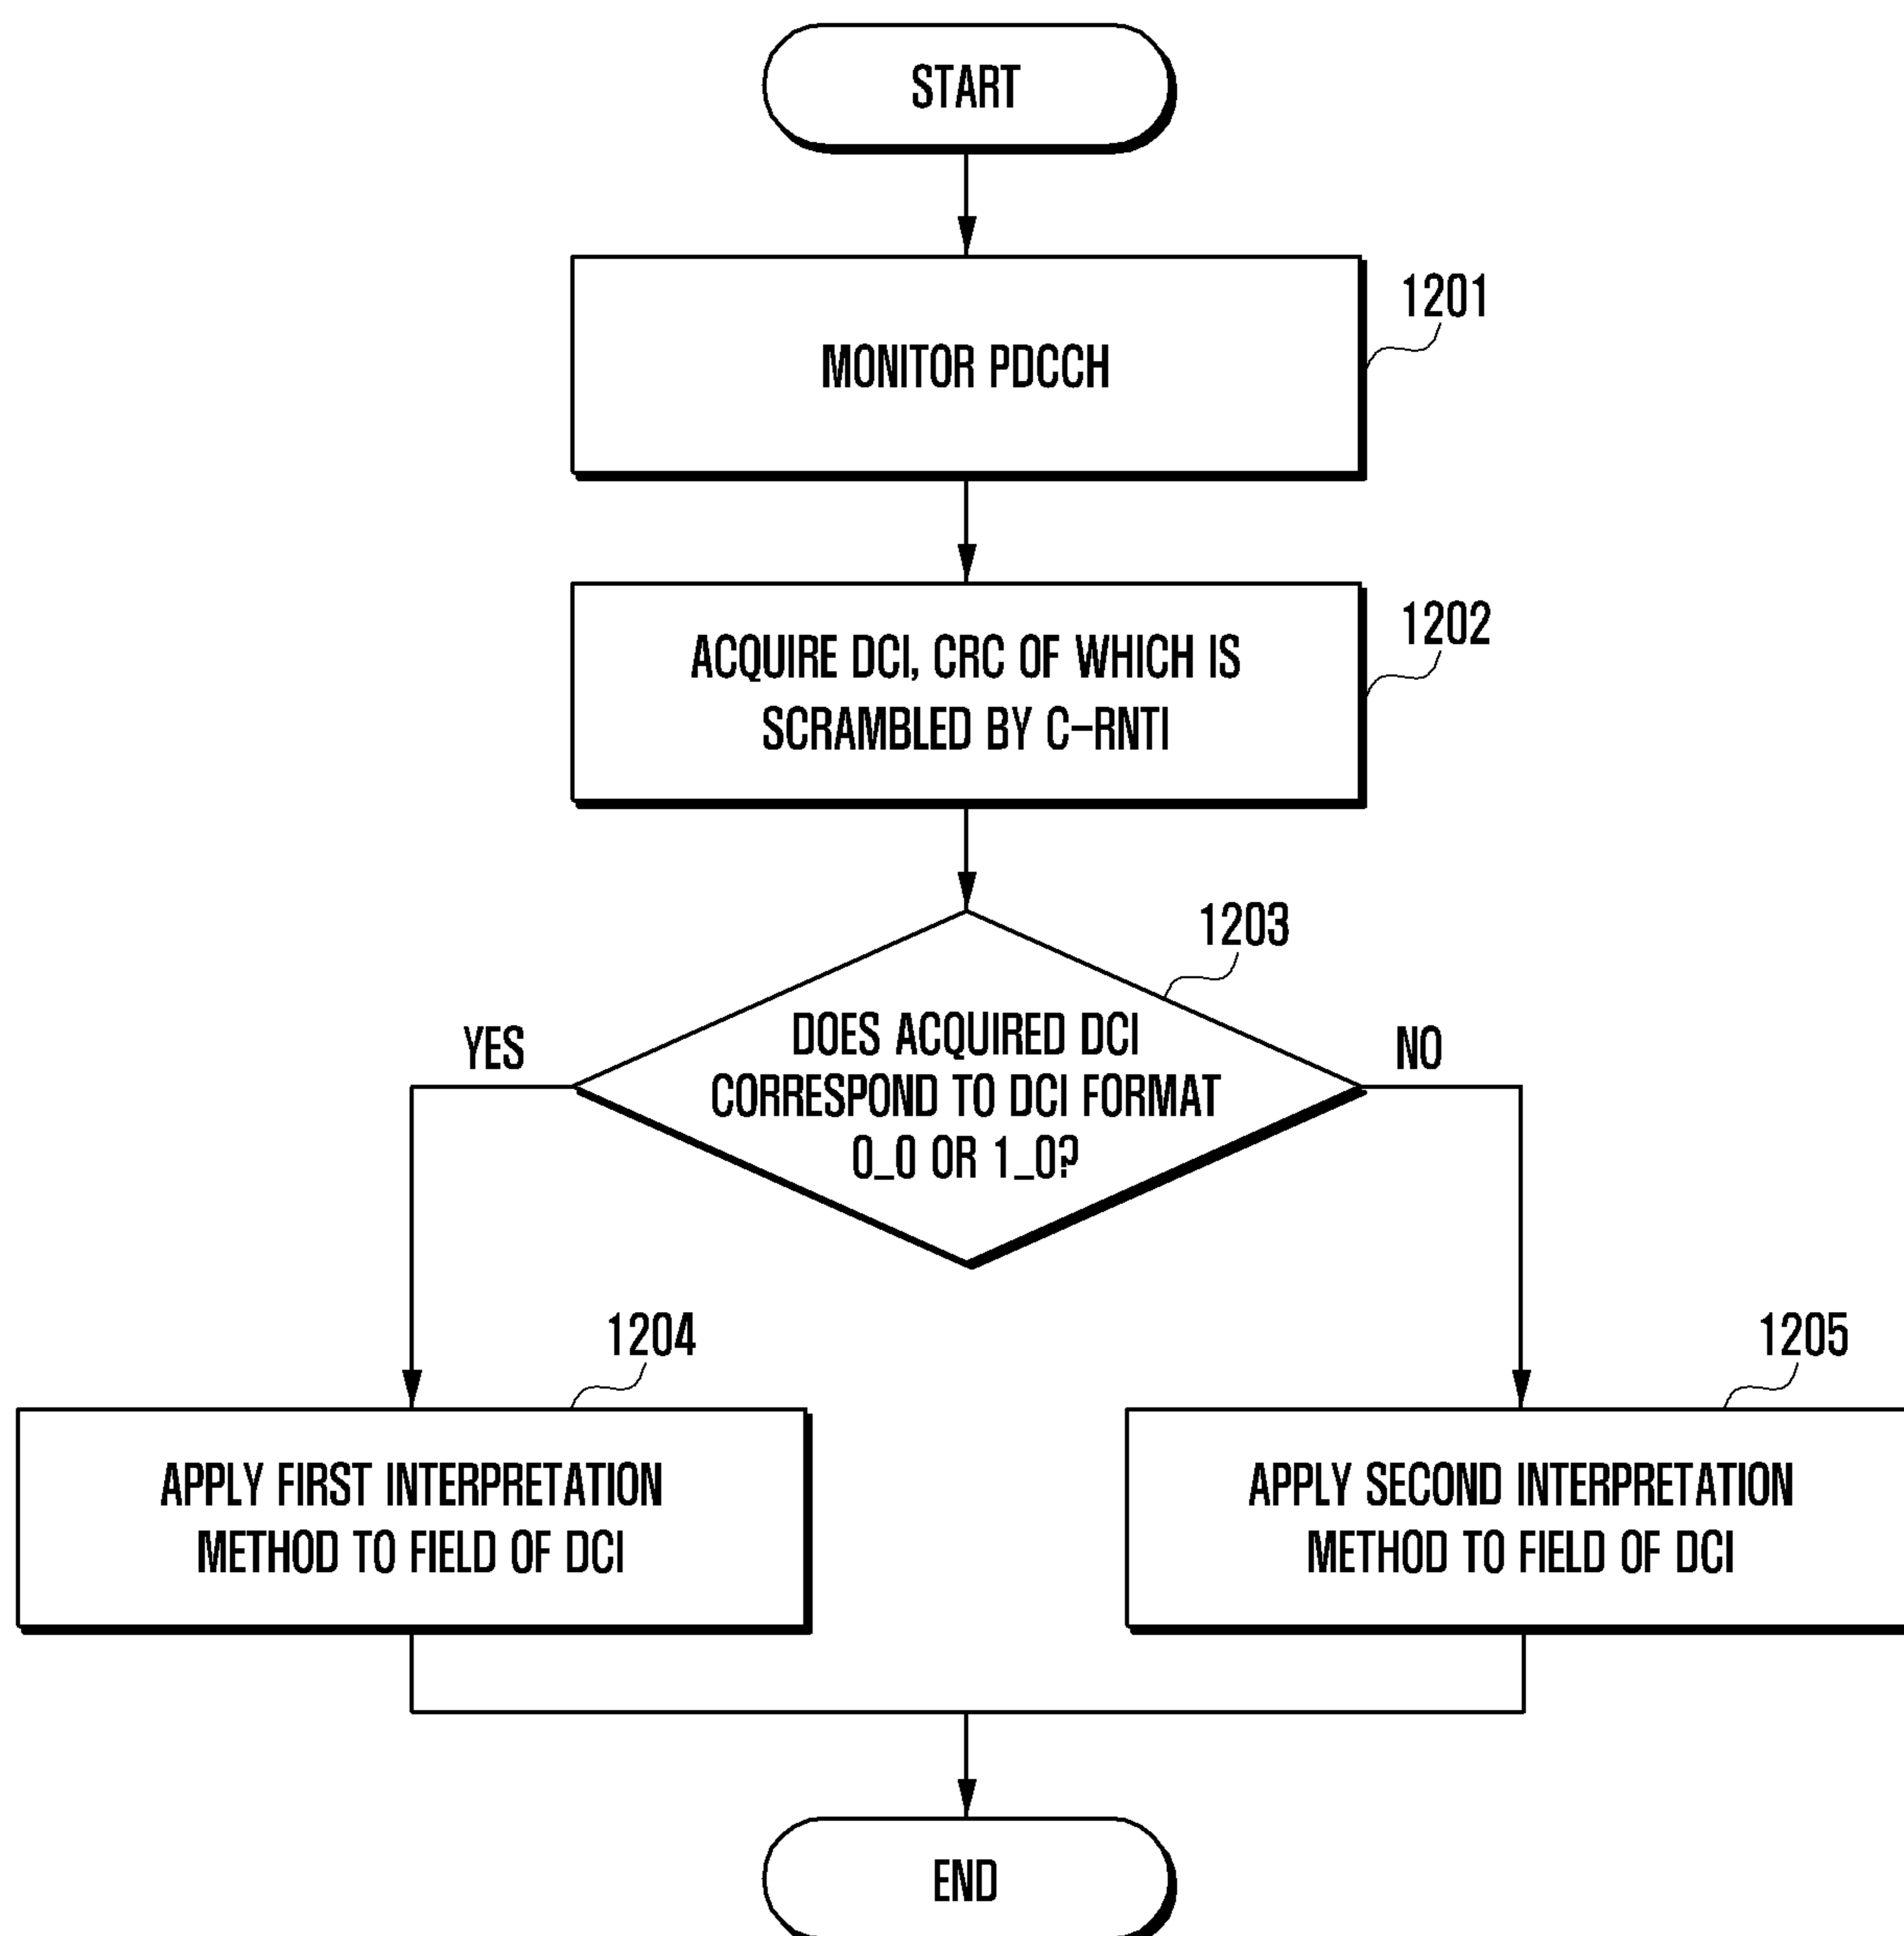 START
1201
MONITOR PDCCH
1202
ACQUIRE DCI, CRC OF WHICH IS
SCRAMBLED BY C-RNTI
1203
DOES ACQUIRED DCI
CORRESPOND TO DCI FORMAT
0_0 OR 1_0?
YES
NO
1204
APPLY FIRST INTERPRETATION
METHOD TO FIELD OF DCI
1205
APPLY SECOND INTERPRETATION
METHOD TO FIELD OF DCI
END